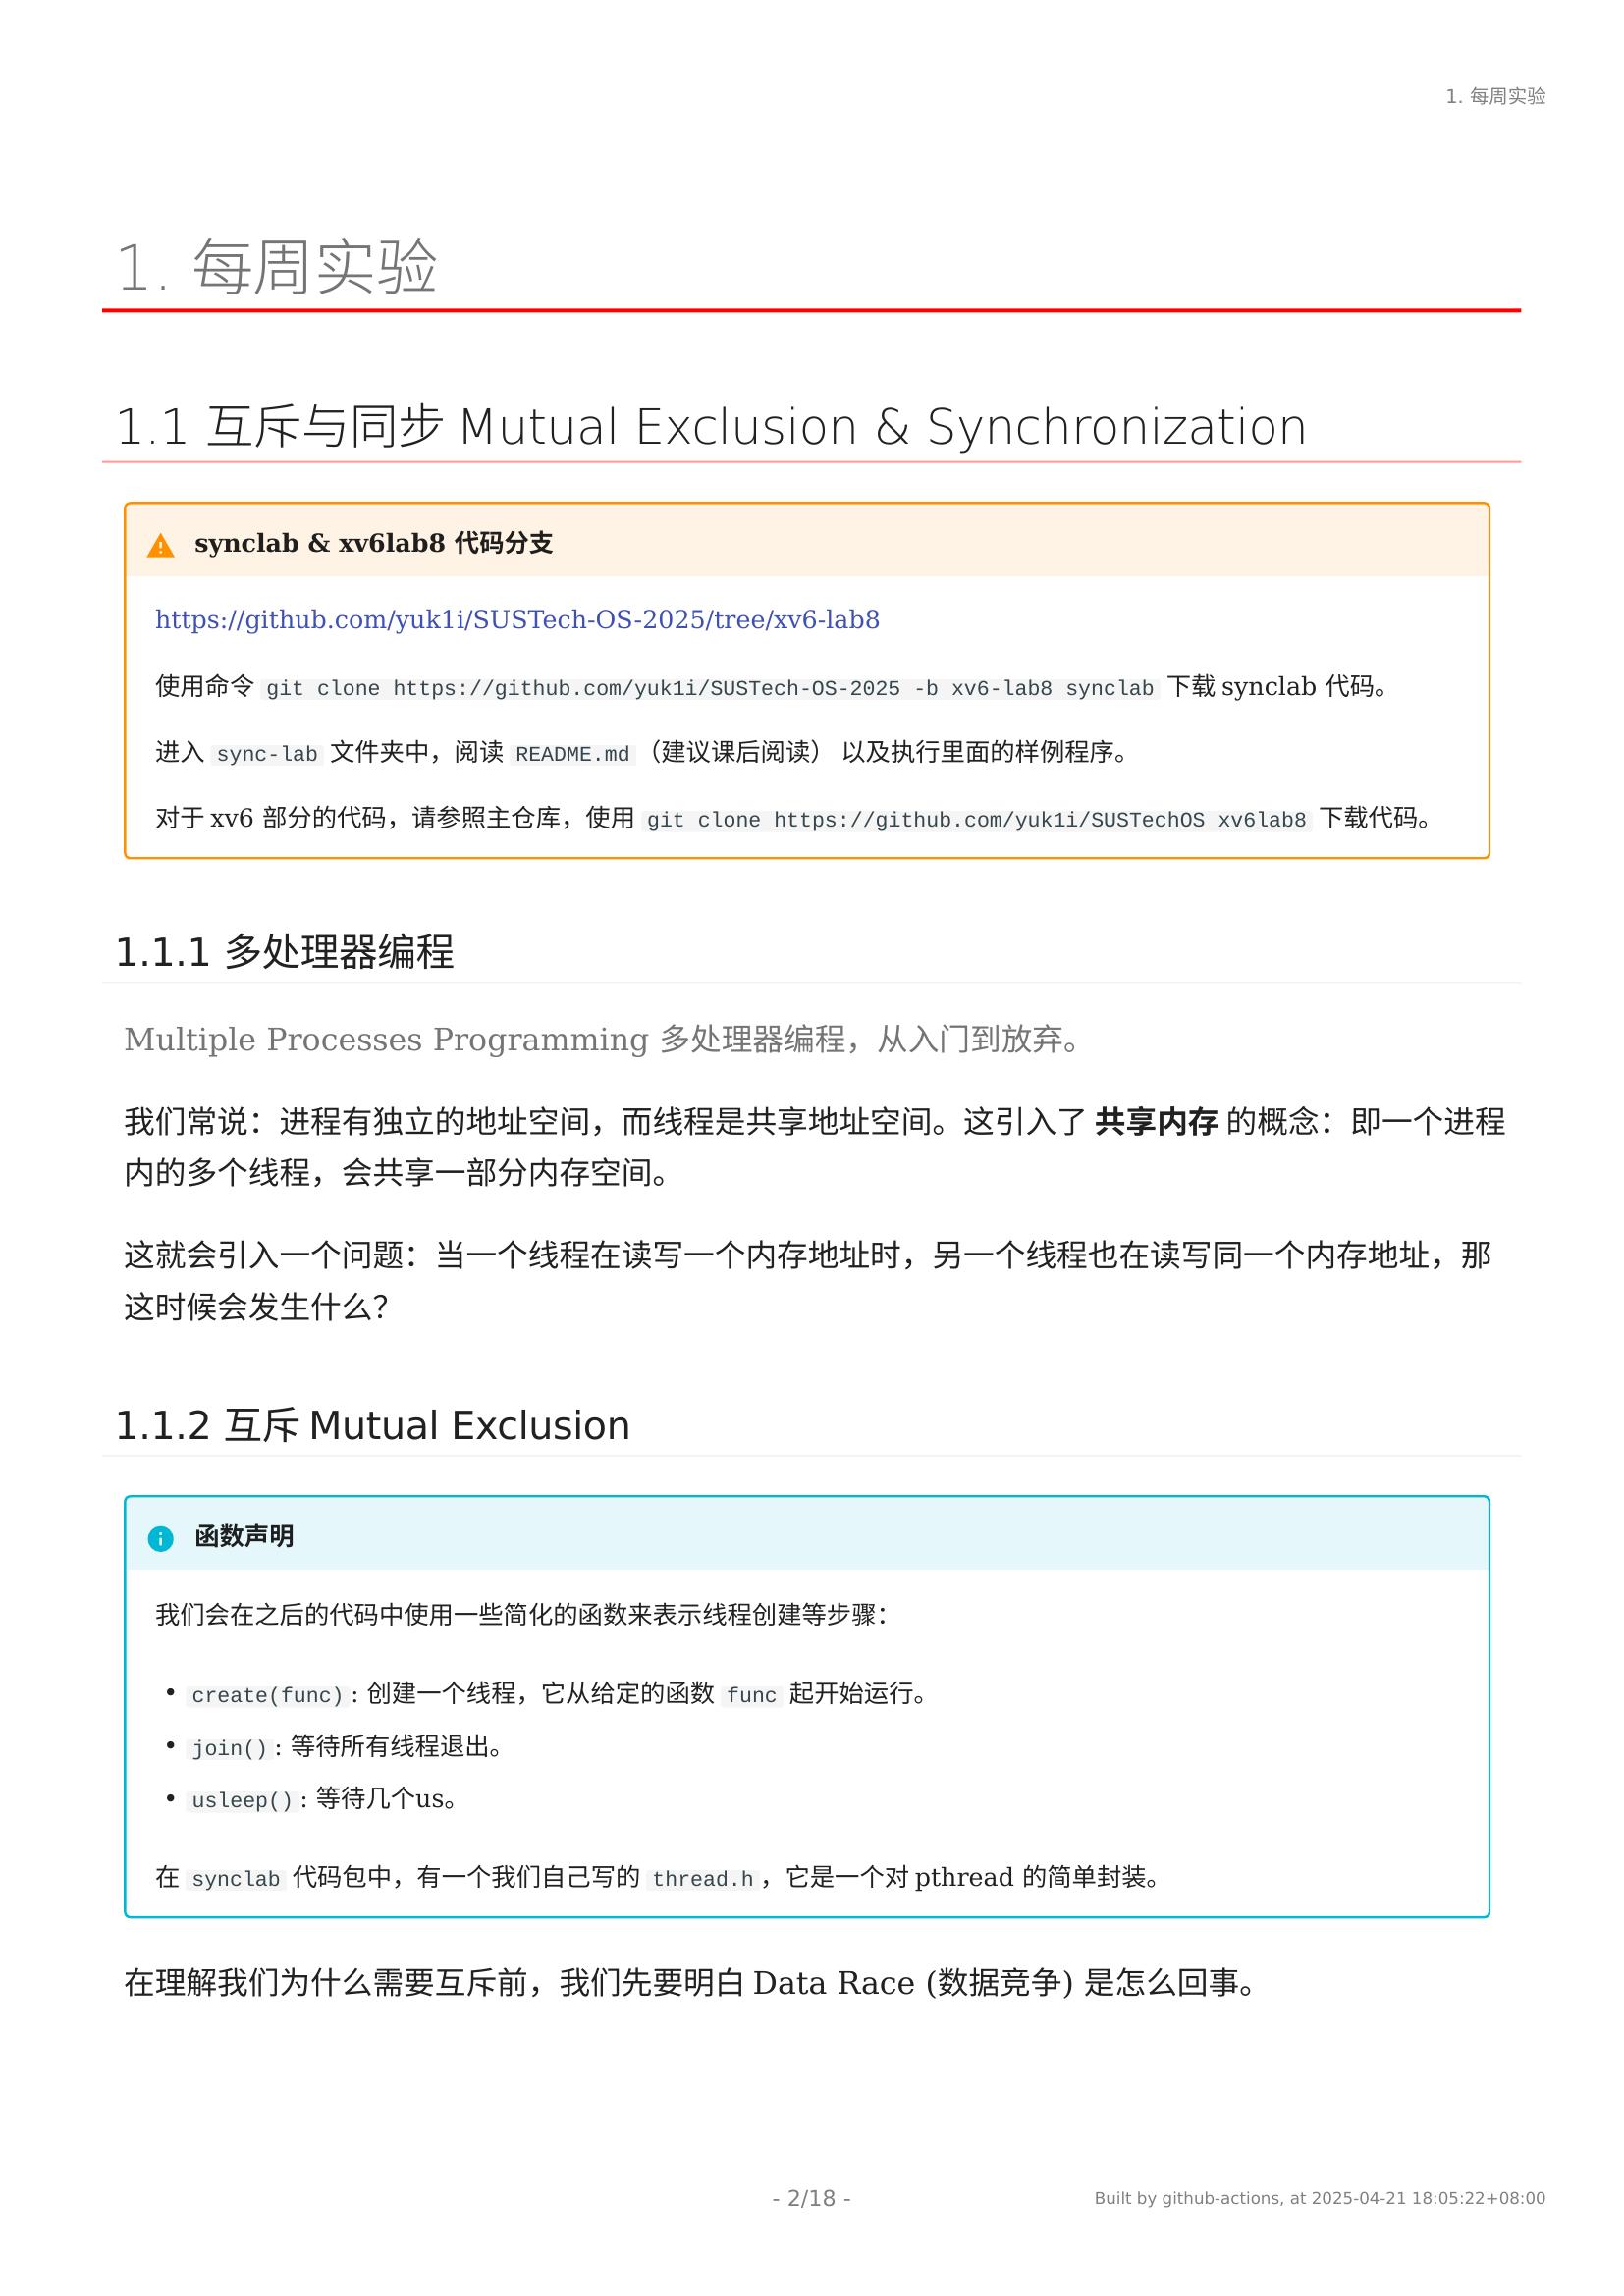 1. 每周实验
1. 每周实验
1.1 互斥与同步 Mutual Exclusion & Synchronization
synclab & xv6lab8 代码分支
https://github.com/yuk1i/SUSTech-OS-2025/tree/xv6-lab8
使用命令 git clone https://github.com/yuk1i/SUSTech-OS-2025 -b xv6-lab8 synclab 下载 synclab 代码。
进入 sync-lab 文件夹中，阅读 README.md（建议课后阅读） 以及执行里面的样例程序。
对于 xv6 部分的代码，请参照主仓库，使用 git clone https://github.com/yuk1i/SUSTechOS xv6lab8 下载代码。
1.1.1 多处理器编程
Multiple Processes Programming 多处理器编程，从入门到放弃。
我们常说：进程有独立的地址空间，而线程是共享地址空间。这引入了 共享内存 的概念：即一个进程
内的多个线程，会共享一部分内存空间。
这就会引入一个问题：当一个线程在读写一个内存地址时，另一个线程也在读写同一个内存地址，那
这时候会发生什么？
1.1.2 互斥 Mutual Exclusion
函数声明
我们会在之后的代码中使用一些简化的函数来表示线程创建等步骤：
• create(func) : 创建一个线程，它从给定的函数 func 起开始运行。
• join() : 等待所有线程退出。
• usleep() : 等待几个us。
在 synclab 代码包中，有一个我们自己写的 thread.h ，它是一个对 pthread 的简单封装。
在理解我们为什么需要互斥前，我们先要明白 Data Race (数据竞争) 是怎么回事。
- 2/18 -
Built by github-actions, at 2025-04-21 18:05:22+08:00